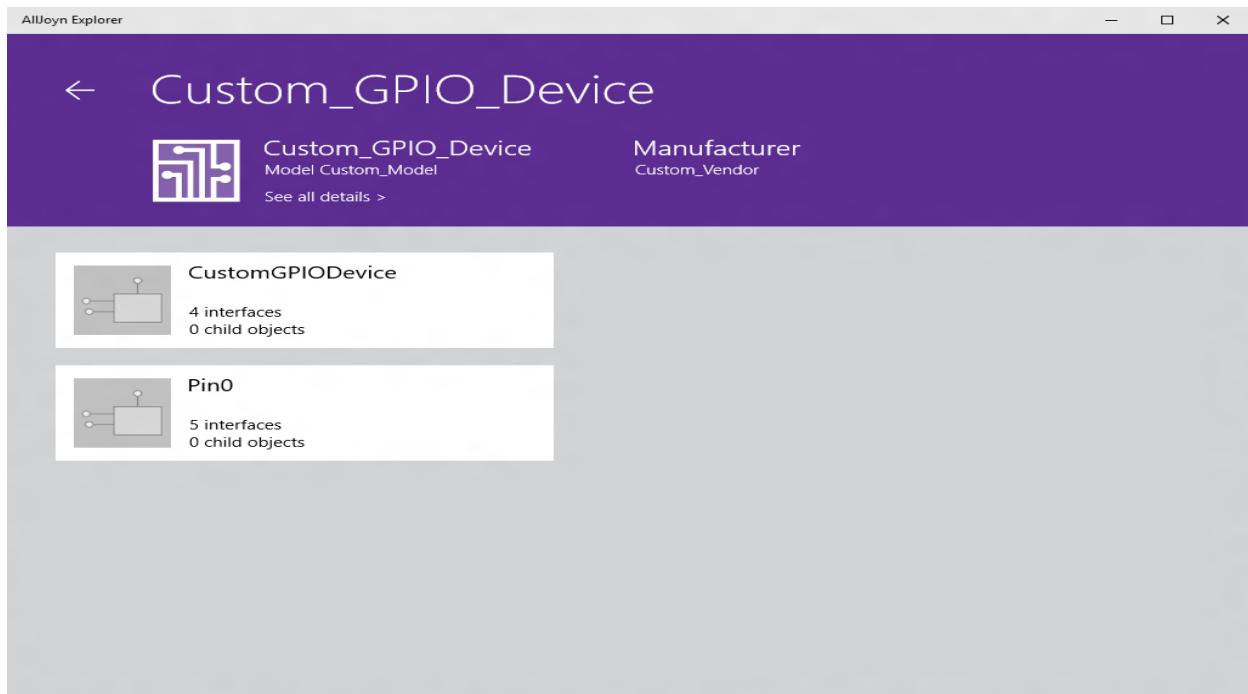 AllJoyn Explorer
Custom_GPIO_Device
Custom_GPIO_Device
Model Custom_Model
See all details >
Manufacturer
Custom_Vendor
CustomGPIODevice
4 interfaces
0 child objects
Pin0
5 interfaces
0 child objects